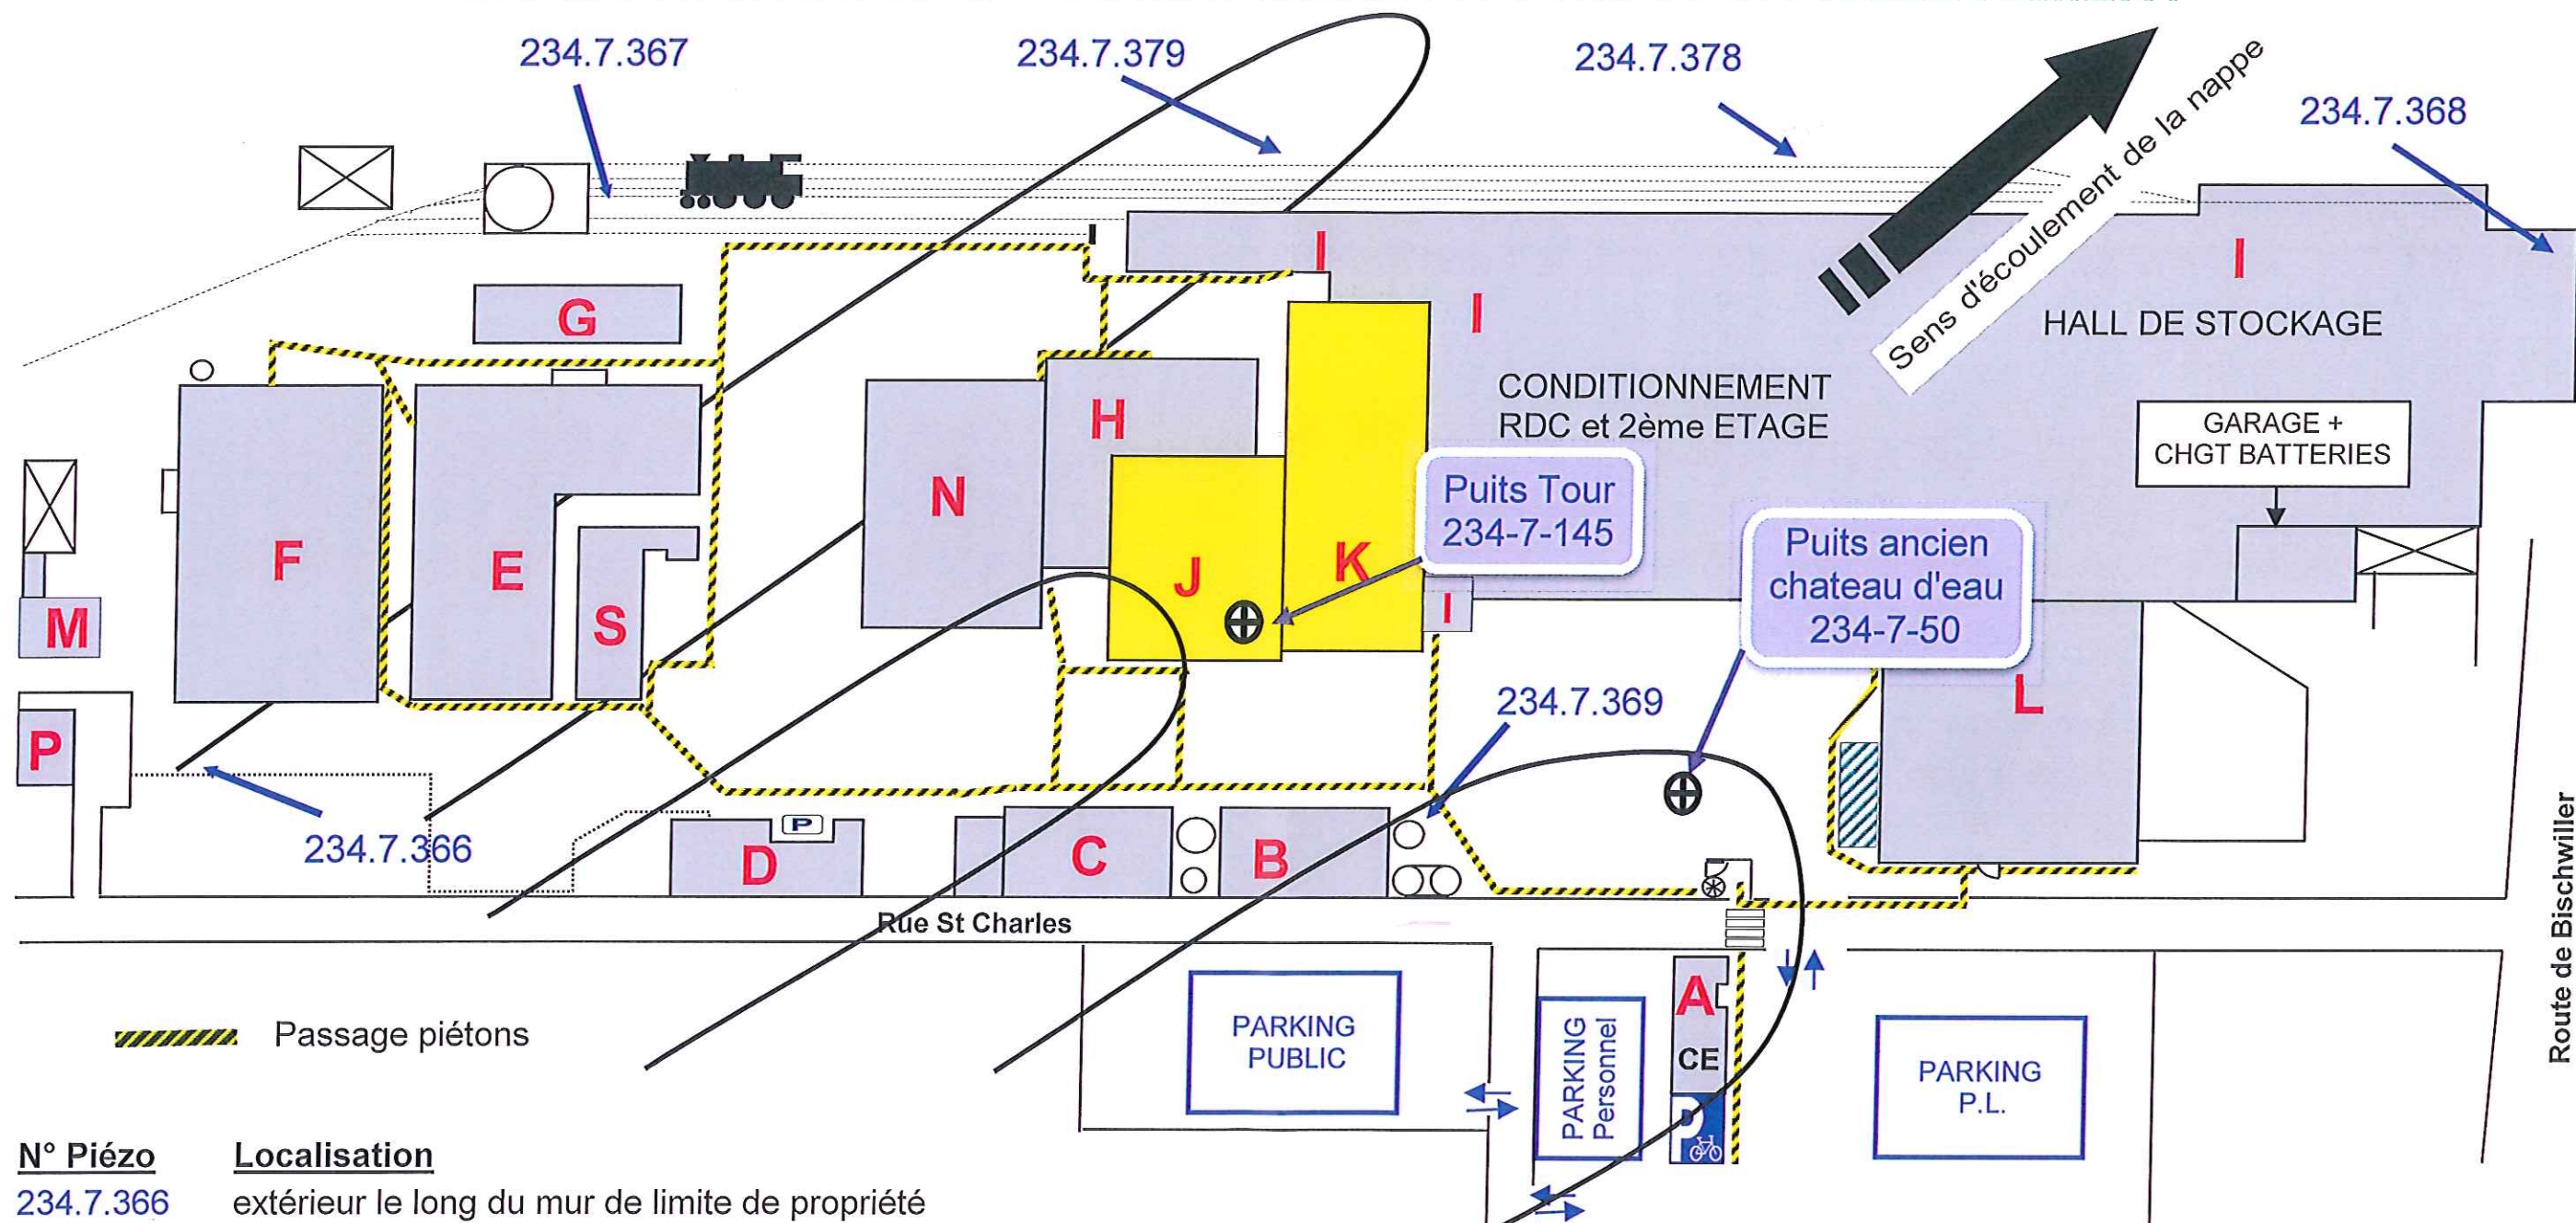 234.7.367
234.7.379
234.7.378
234.7.368
Sens d'écoulement de la nappe
I
I
I
HALL DE STOCKAGE
G
CONDITIONNEMENT
RDC et 2ème ETAGE
H
GARAGE +
CHGT BATTERIES
N
Puits Tour
234-7-145
Puits ancien
chateau d'eau
234-7-50
F
E
S
J
K
I
M
234.7.369
L
P
234.7.366
P
D
C
B
Rue St Charles
Route de Bischwiller
A
CE
P
PARKING
PUBLIC
PARKING
Personnel
PARKING
P.L.
Passage piétons
N° Piézo Localisation
234.7.366 extérieur le long du mur de limite de propriété